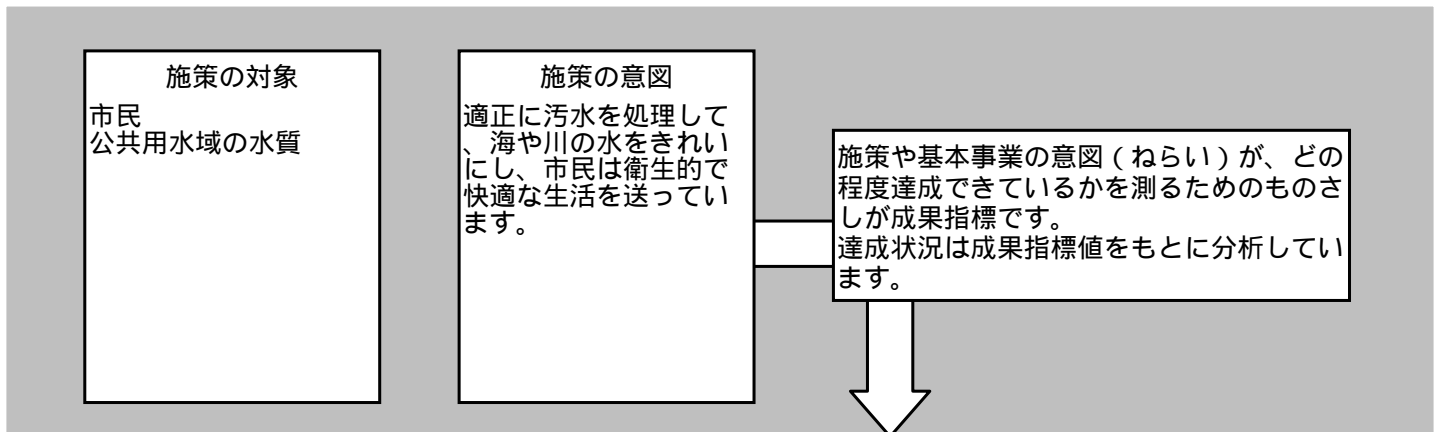 施策の対象
市民
公共用水域の水質
施策の意図
適正に汚水を処理して
、海や川の水をきれい
にし、市民は衛生的で
快適な生活を送ってい
ます。
施策や基本事業の意図（ねらい）が、どの
程度達成できているかを測るためのものさ
しが成果指標です。
達成状況は成果指標値をもとに分析してい
ます。